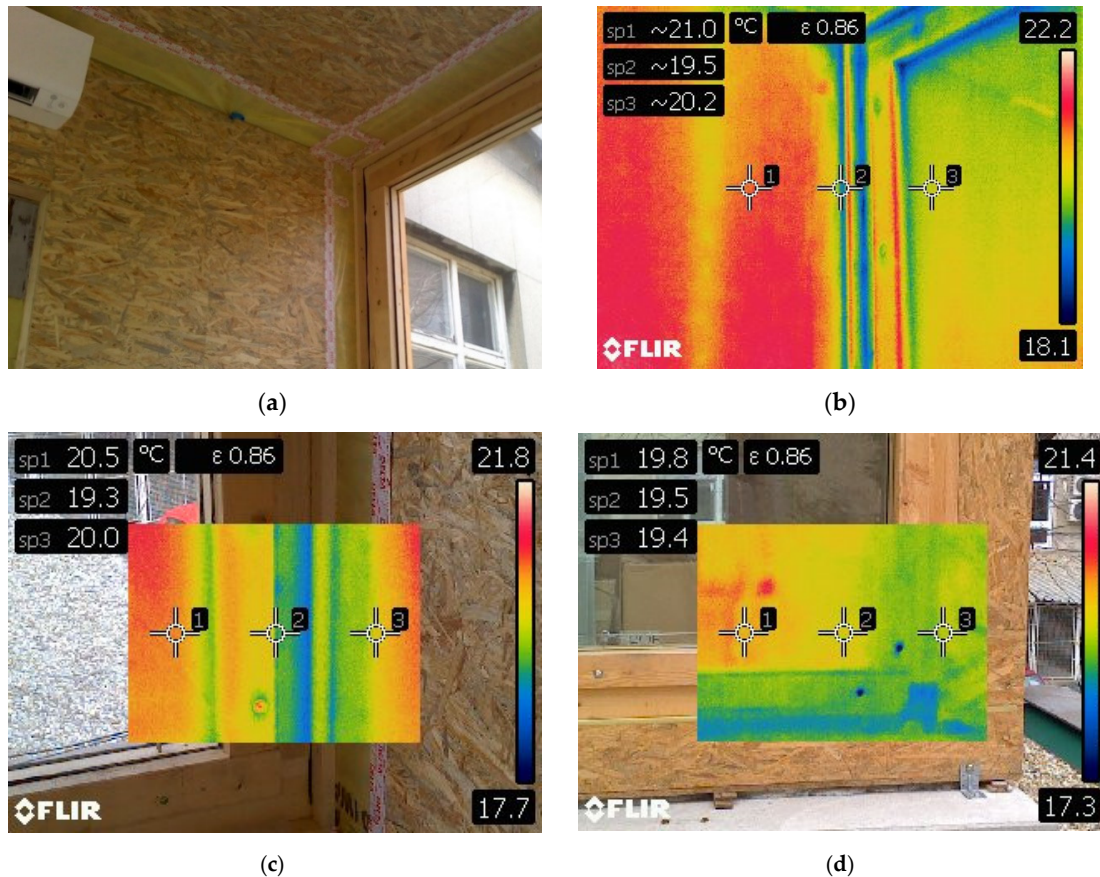 sp1 ~21.0 °C ε 0.86 22.2
sp2 ~19.5
sp3 ~20.2
1 2 3
FLIR 18.1
(a) (b)
sp1 20.5 °C ε 0.86 21.8
sp2 19.3
sp3 20.0
1 2 3
FLIR 17.7
sp1 19.8 °C ε 0.86 21.4
sp2 19.5
sp3 19.4
1 2 3
FLIR 17.3
(c) (d)